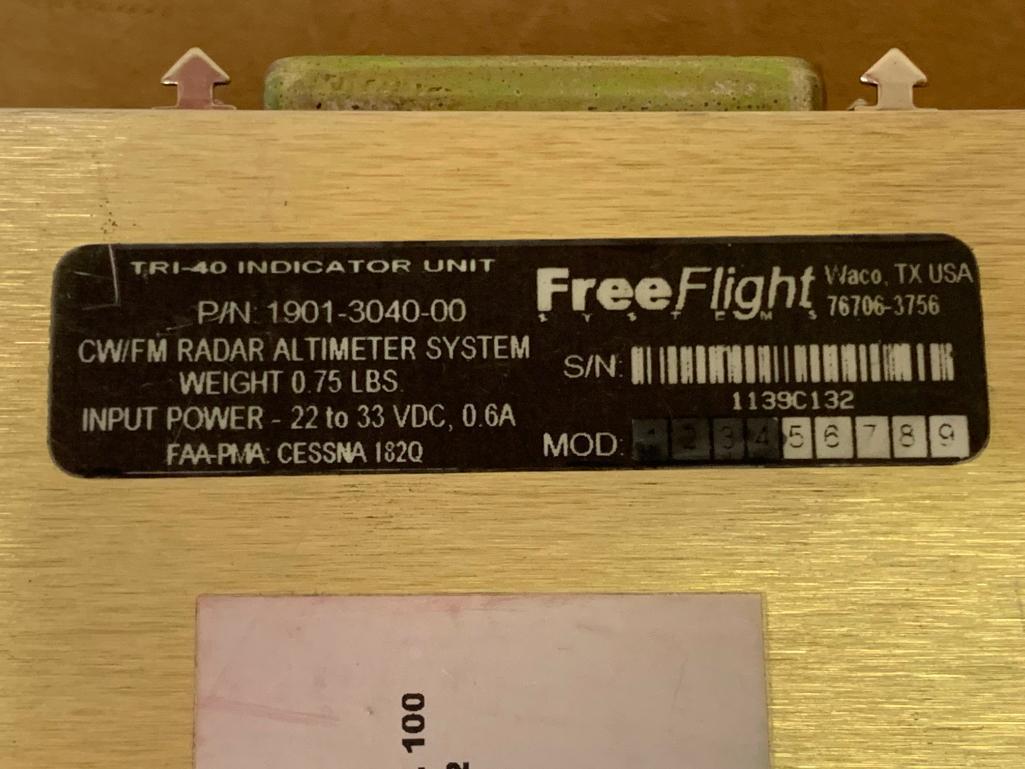 TRI-40 INDICATOR UNIT
P/N: 1901-3040-00
CW/FM RADAR ALTIMETER SYSTEM
WEIGHT 0.75 LBS.
INPUT POWER - 22 to 33 VDC, 0.6A
FAA-PMA: CESSNA 182Q
FreeFlight
SYSTEMS
Waco, TX USA
76706-3756
S/N:
1139C132
MOD: 1 2 3 4 5 6 7 8 9
100
2